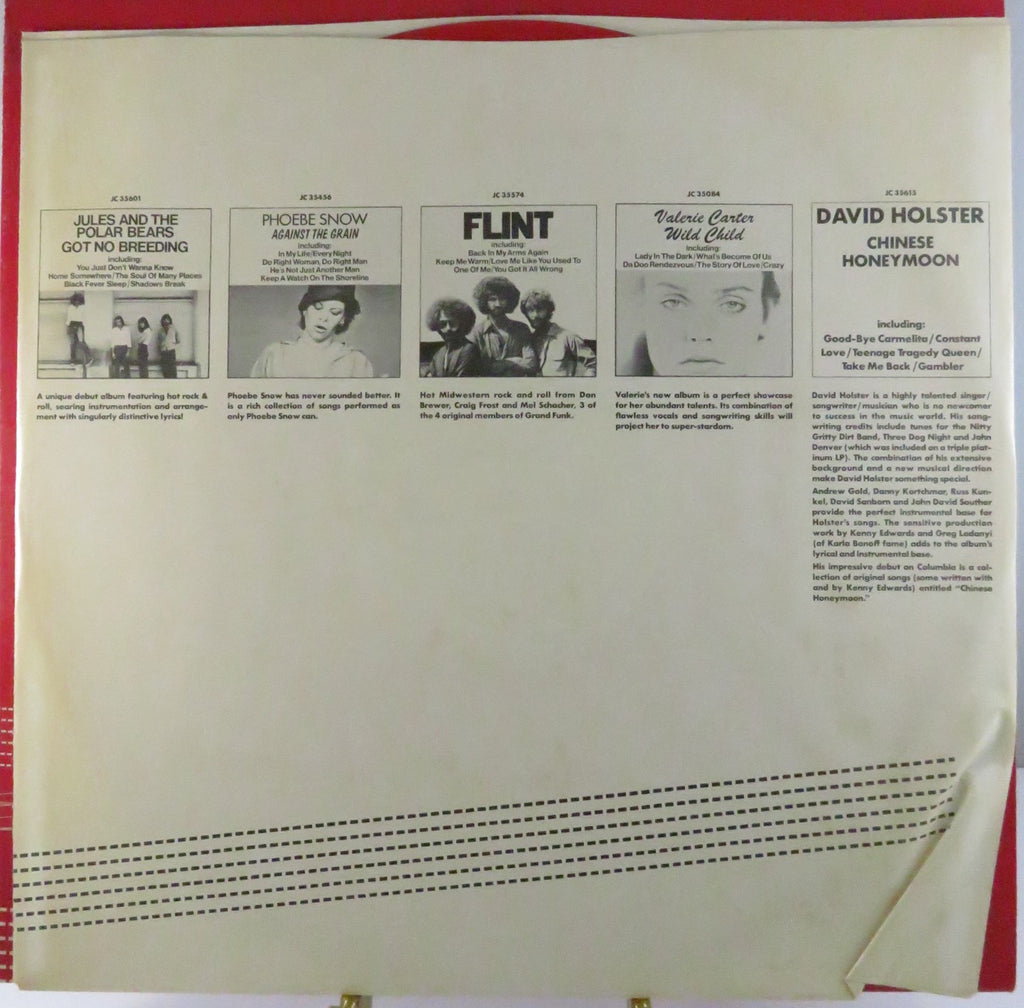 JC 35601
JULES AND THE
POLAR BEARS
GOT NO BREEDING
including:
You Just Don't Wanna Know
Home Somewhere/The Soul Of Many Places
Black Fever Sleep/Shadows Break
A unique debut album featuring hot rock &
roll, searing instrumentation and arrange-
ment with singularly distinctive lyrics!
JC 35456
PHOEBE SNOW
AGAINST THE GRAIN
including:
In My Life/Every Night
Do Right Woman, Do Right Man
He's Not Just Another Man
Keep A Watch On The Shoreline
Phoebe Snow has never sounded better. It
is a rich collection of songs performed as
only Phoebe Snow can.
JC 35574
FLINT
including:
Back In My Arms Again
Keep Me Warm/Love Me Like You Used To
One Of Me/You Got It All Wrong
Hot Midwestern rock and roll from Don
Brewer, Craig Frost and Mel Schacher, 3 of
the 4 original members of Grand Funk.
JC 35084
Valerie Carter
Wild Child
including:
Lady In The Dark/What's Become Of Us
Da Doo Rendezvous/The Story Of Love/Crazy
Valerie's new album is a perfect showcase
for her abundant talents. Its combination of
flawless vocals and songwriting skills will
project her to super-stardom.
JC 35615
DAVID HOLSTER
CHINESE
HONEYMOON
including:
Good-Bye Carmelita/Constant
Love/Teenage Tragedy Queen/
Take Me Back/Gambler
David Holster is a highly talented singer/
songwriter/musician who is no newcomer
to success in the music world. His song-
writing credits include tunes for the Nitty
Gritty Dirt Band, Three Dog Night and John
Denver (which was included on a triple plat-
inum LP). The combination of his extensive
background and a new musical direction
make David Holster something special.
Andrew Gold, Danny Kortchmar, Russ Kun-
kel, David Sanborn and John David Souther
provide the perfect instrumental base for
Holster's songs. The sensitive production
work by Kenny Edwards and Greg Ladanyi
(of Karla Bonoff fame) adds to the album's
lyrical and instrumental base.
His impressive debut on Columbia is a col-
lection of original songs (some written with
and by Kenny Edwards) entitled "Chinese
Honeymoon."